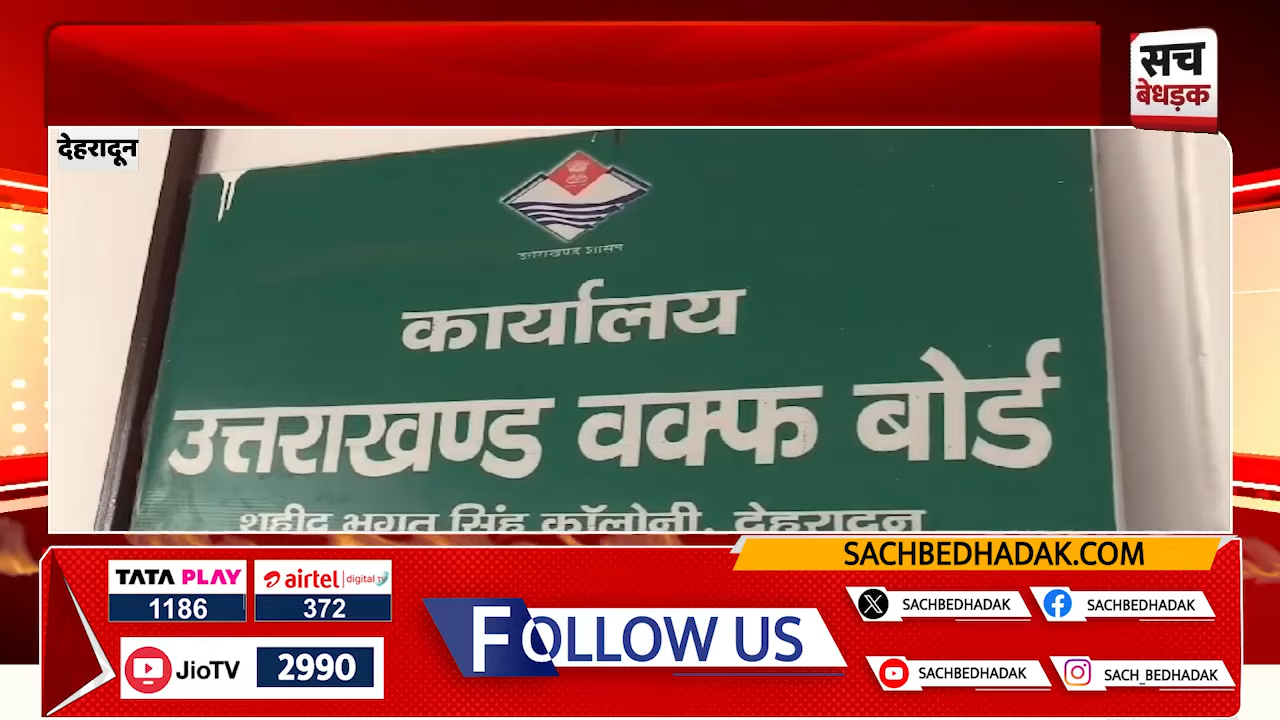 सच
बेधड़क
देहरादून
उत्तराखण्ड शासन
कार्यालय
उत्तराखण्ड वक्फ बोर्ड
शहीद भगत सिंह कॉलोनी, देहरादून
SACHBEDHADAK.COM
TATA PLAY
1186
airtel digital TV
372
JioTV
2990
FOLLOW US
X SACHBEDHADAK
f SACHBEDHADAK
SACHBEDHADAK
SACH_BEDHADAK